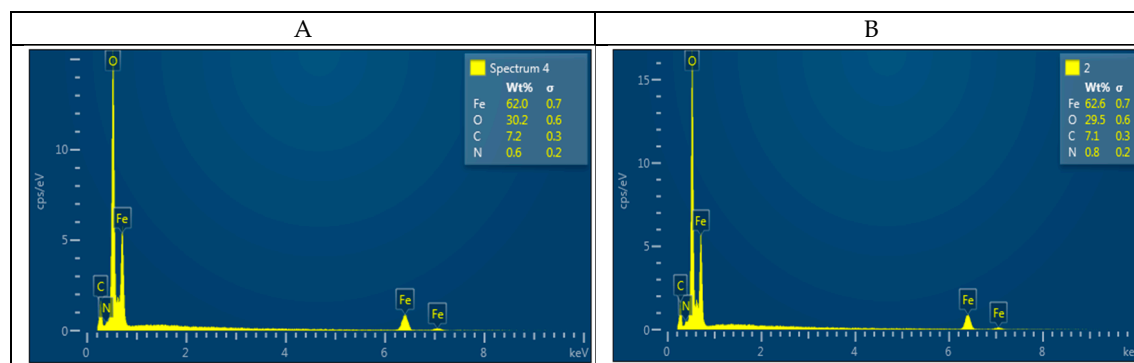 A
B
O
Spectrum 4
Wt% σ
Fe 62.0 0.7
O 30.2 0.6
C 7.2 0.3
N 0.6 0.2
10
cps/eV
5
Fe
C
N
Fe
Fe
0
0 2 4 6 8 keV
O
2
Wt% σ
Fe 62.6 0.7
O 29.5 0.6
C 7.1 0.3
N 0.8 0.2
15
10
cps/eV
5
Fe
C
N
Fe
Fe
0
0 2 4 6 8 keV